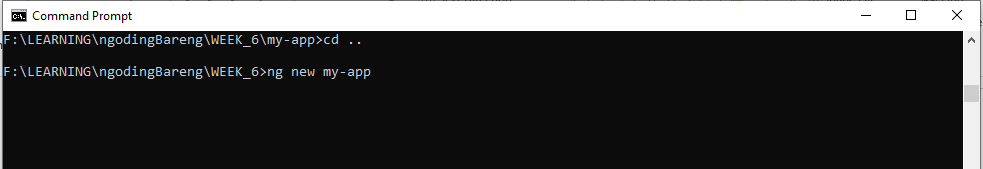 Command Prompt
F:\LEARNING\ngodingBareng\WEEK_6\my-app>cd ..
F:\LEARNING\ngodingBareng\WEEK_6>ng new my-app